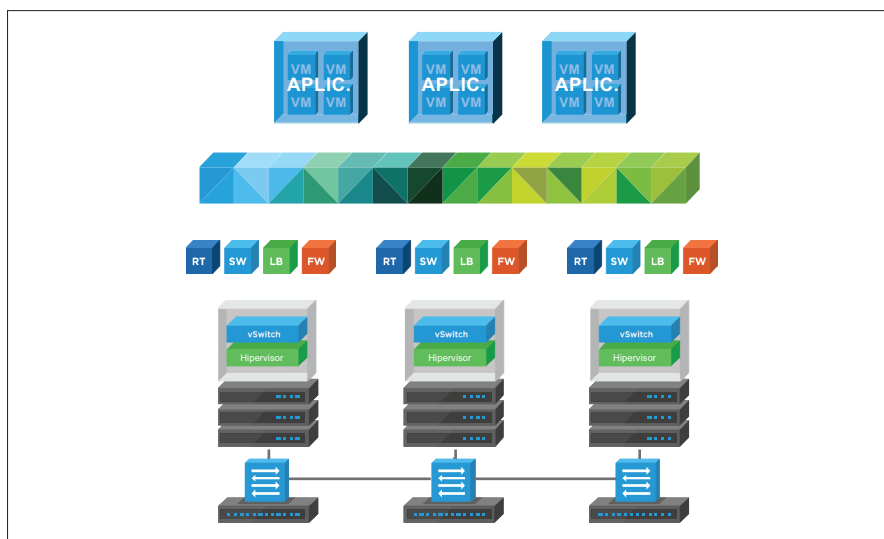 VM VM VM VM VM VM
APLIC. APLIC. APLIC.
VM VM VM VM VM VM
RT SW LB FW RT SW LB FW RT SW LB FW
vSwitch vSwitch vSwitch
Hipervisor Hipervisor Hipervisor